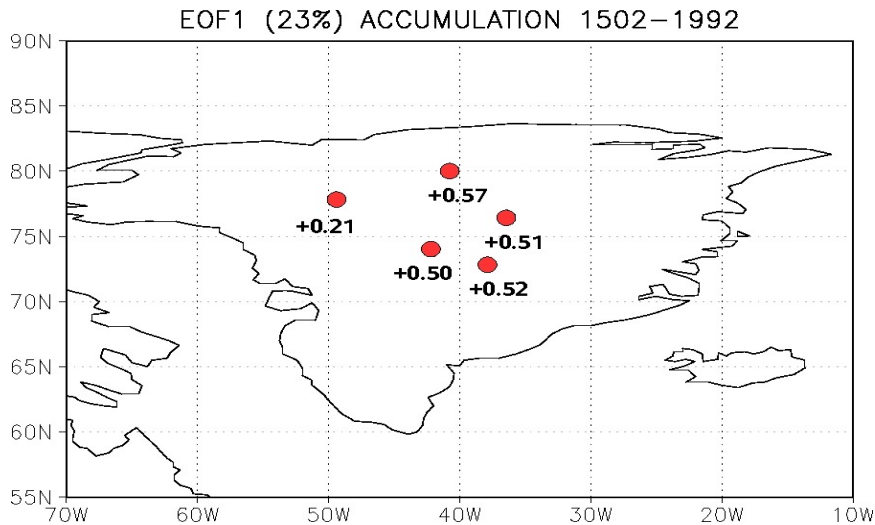 EOF1 (23%) ACCUMULATION 1502-1992
90N
85N
80N
+0.57
+0.21
75N
+0.51
+0.50
+0.52
70N
65N
60N
55N
70W 60W 50W 40W 30W 20W 10W